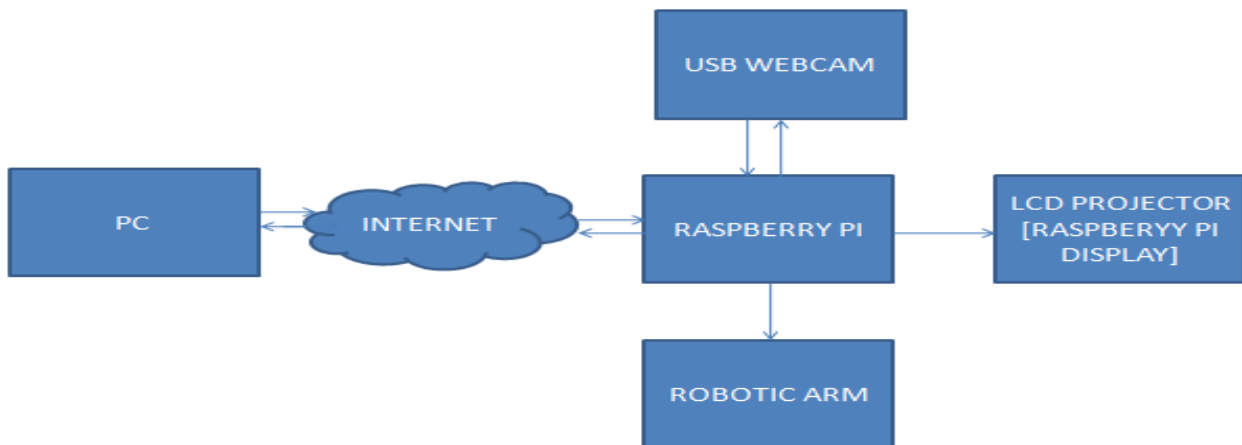 USB WEBCAM
PC
INTERNET
RASPBERRY PI
LCD PROJECTOR
[RASPBERYY PI
DISPLAY]
ROBOTIC ARM